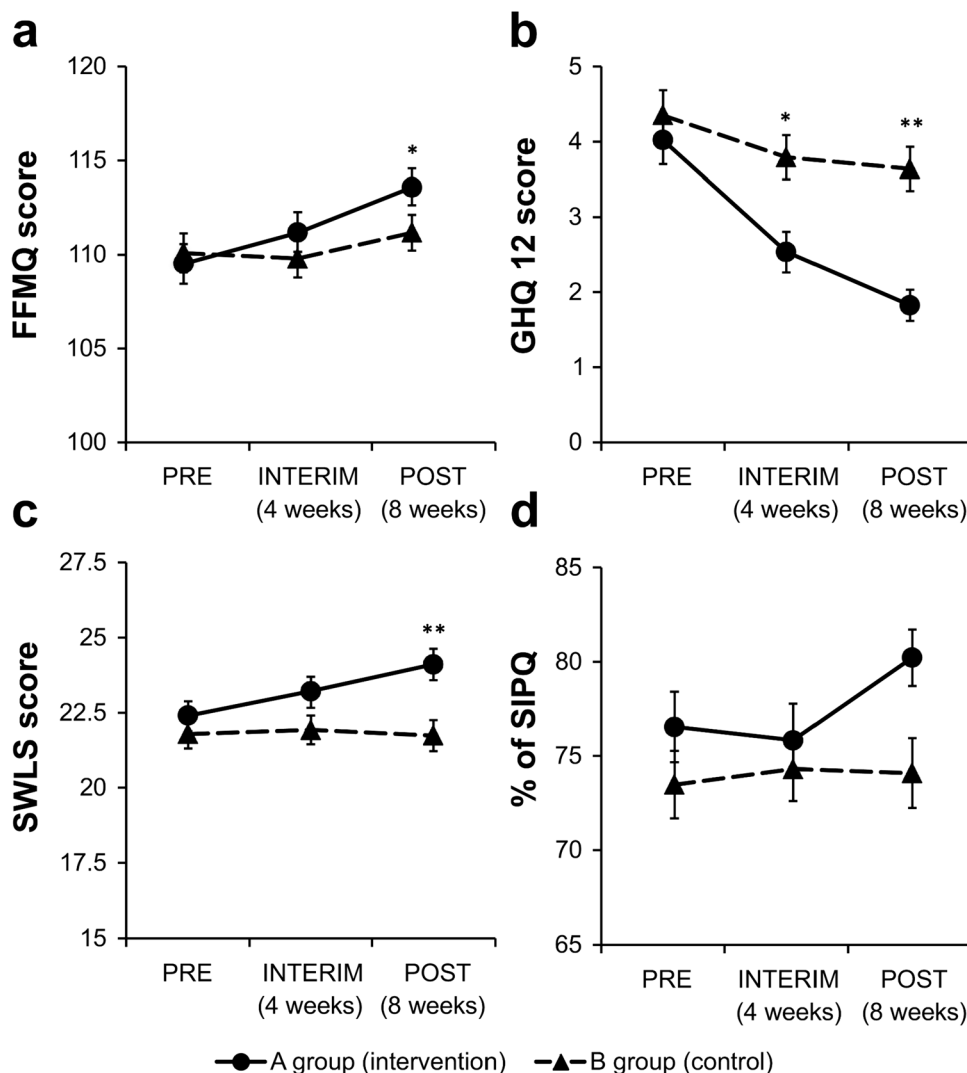 a
120
115
110
105
100
FFMQ score
*
PRE
INTERIM
(4 weeks)
POST
(8 weeks)
b
5
4
3
2
1
0
GHQ 12 score
*
**
PRE
INTERIM
(4 weeks)
POST
(8 weeks)
c
27.5
25
22.5
20
17.5
15
SWLS score
**
PRE
INTERIM
(4 weeks)
POST
(8 weeks)
d
85
80
75
70
65
% of SIPQ
PRE
INTERIM
(4 weeks)
POST
(8 weeks)
A group (intervention)
B group (control)